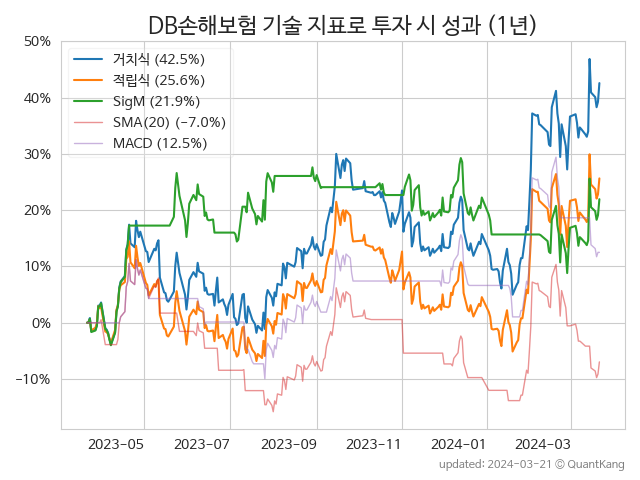 DB손해보험 기술 지표로 투자 시 성과 (1년)
50%
40%
30%
20%
10%
0%
−10%
거치식 (42.5%)
적립식 (25.6%)
SigM (21.9%)
SMA(20) (−7.0%)
MACD (12.5%)
2023-05 2023-07 2023-09 2023-11 2024-01 2024-03
updated: 2024-03-21 © QuantKang